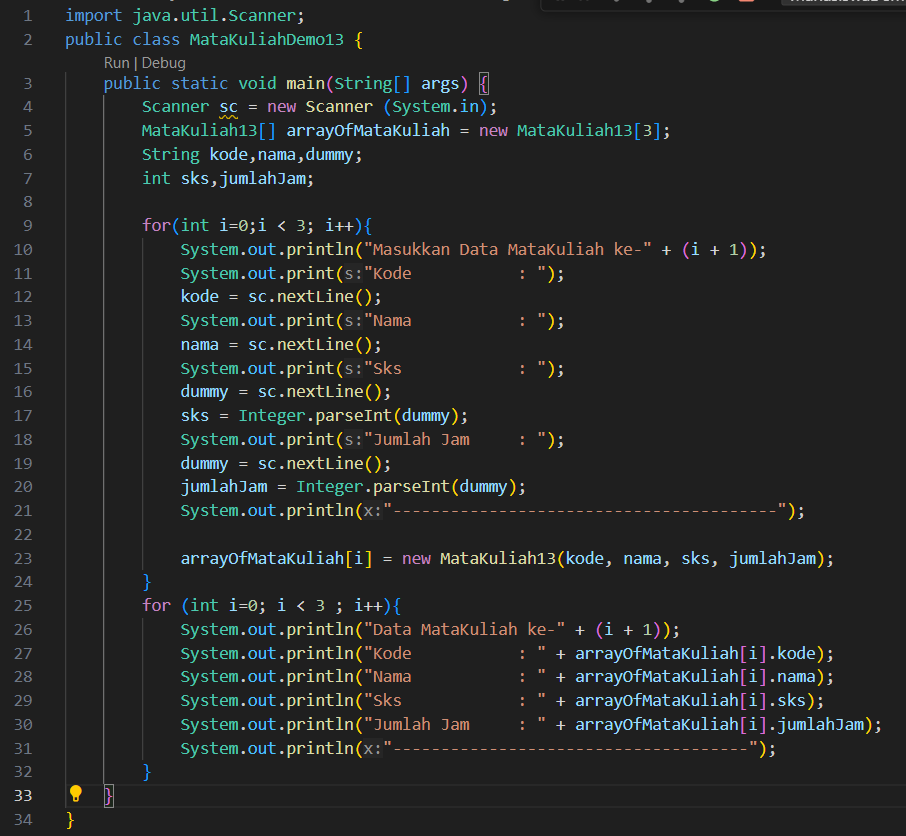 1 import java.util.Scanner;
2 public class MataKuliahDemo13 {
Run | Debug
3 public static void main(String[] args) {
4 Scanner sc = new Scanner (System.in);
5 MataKuliah13[] arrayOfMataKuliah = new MataKuliah13[3];
6 String kode,nama,dummy;
7 int sks,jumlahJam;
8
9 for(int i=0;i < 3; i++){
10 System.out.println("Masukkan Data MataKuliah ke-" + (i + 1));
11 System.out.print(s:"Kode           : ");
12 kode = sc.nextLine();
13 System.out.print(s:"Nama           : ");
14 nama = sc.nextLine();
15 System.out.print(s:"Sks            : ");
16 dummy = sc.nextLine();
17 sks = Integer.parseInt(dummy);
18 System.out.print(s:"Jumlah Jam     : ");
19 dummy = sc.nextLine();
20 jumlahJam = Integer.parseInt(dummy);
21 System.out.println(x:"----------------------------------------");
22
23 arrayOfMataKuliah[i] = new MataKuliah13(kode, nama, sks, jumlahJam);
24 }
25 for (int i=0; i < 3 ; i++){
26 System.out.println("Data MataKuliah ke-" + (i + 1));
27 System.out.println("Kode           : " + arrayOfMataKuliah[i].kode);
28 System.out.println("Nama           : " + arrayOfMataKuliah[i].nama);
29 System.out.println("Sks            : " + arrayOfMataKuliah[i].sks);
30 System.out.println("Jumlah Jam     : " + arrayOfMataKuliah[i].jumlahJam);
31 System.out.println(x:"-------------------------------------");
32 }
33 }
34 }